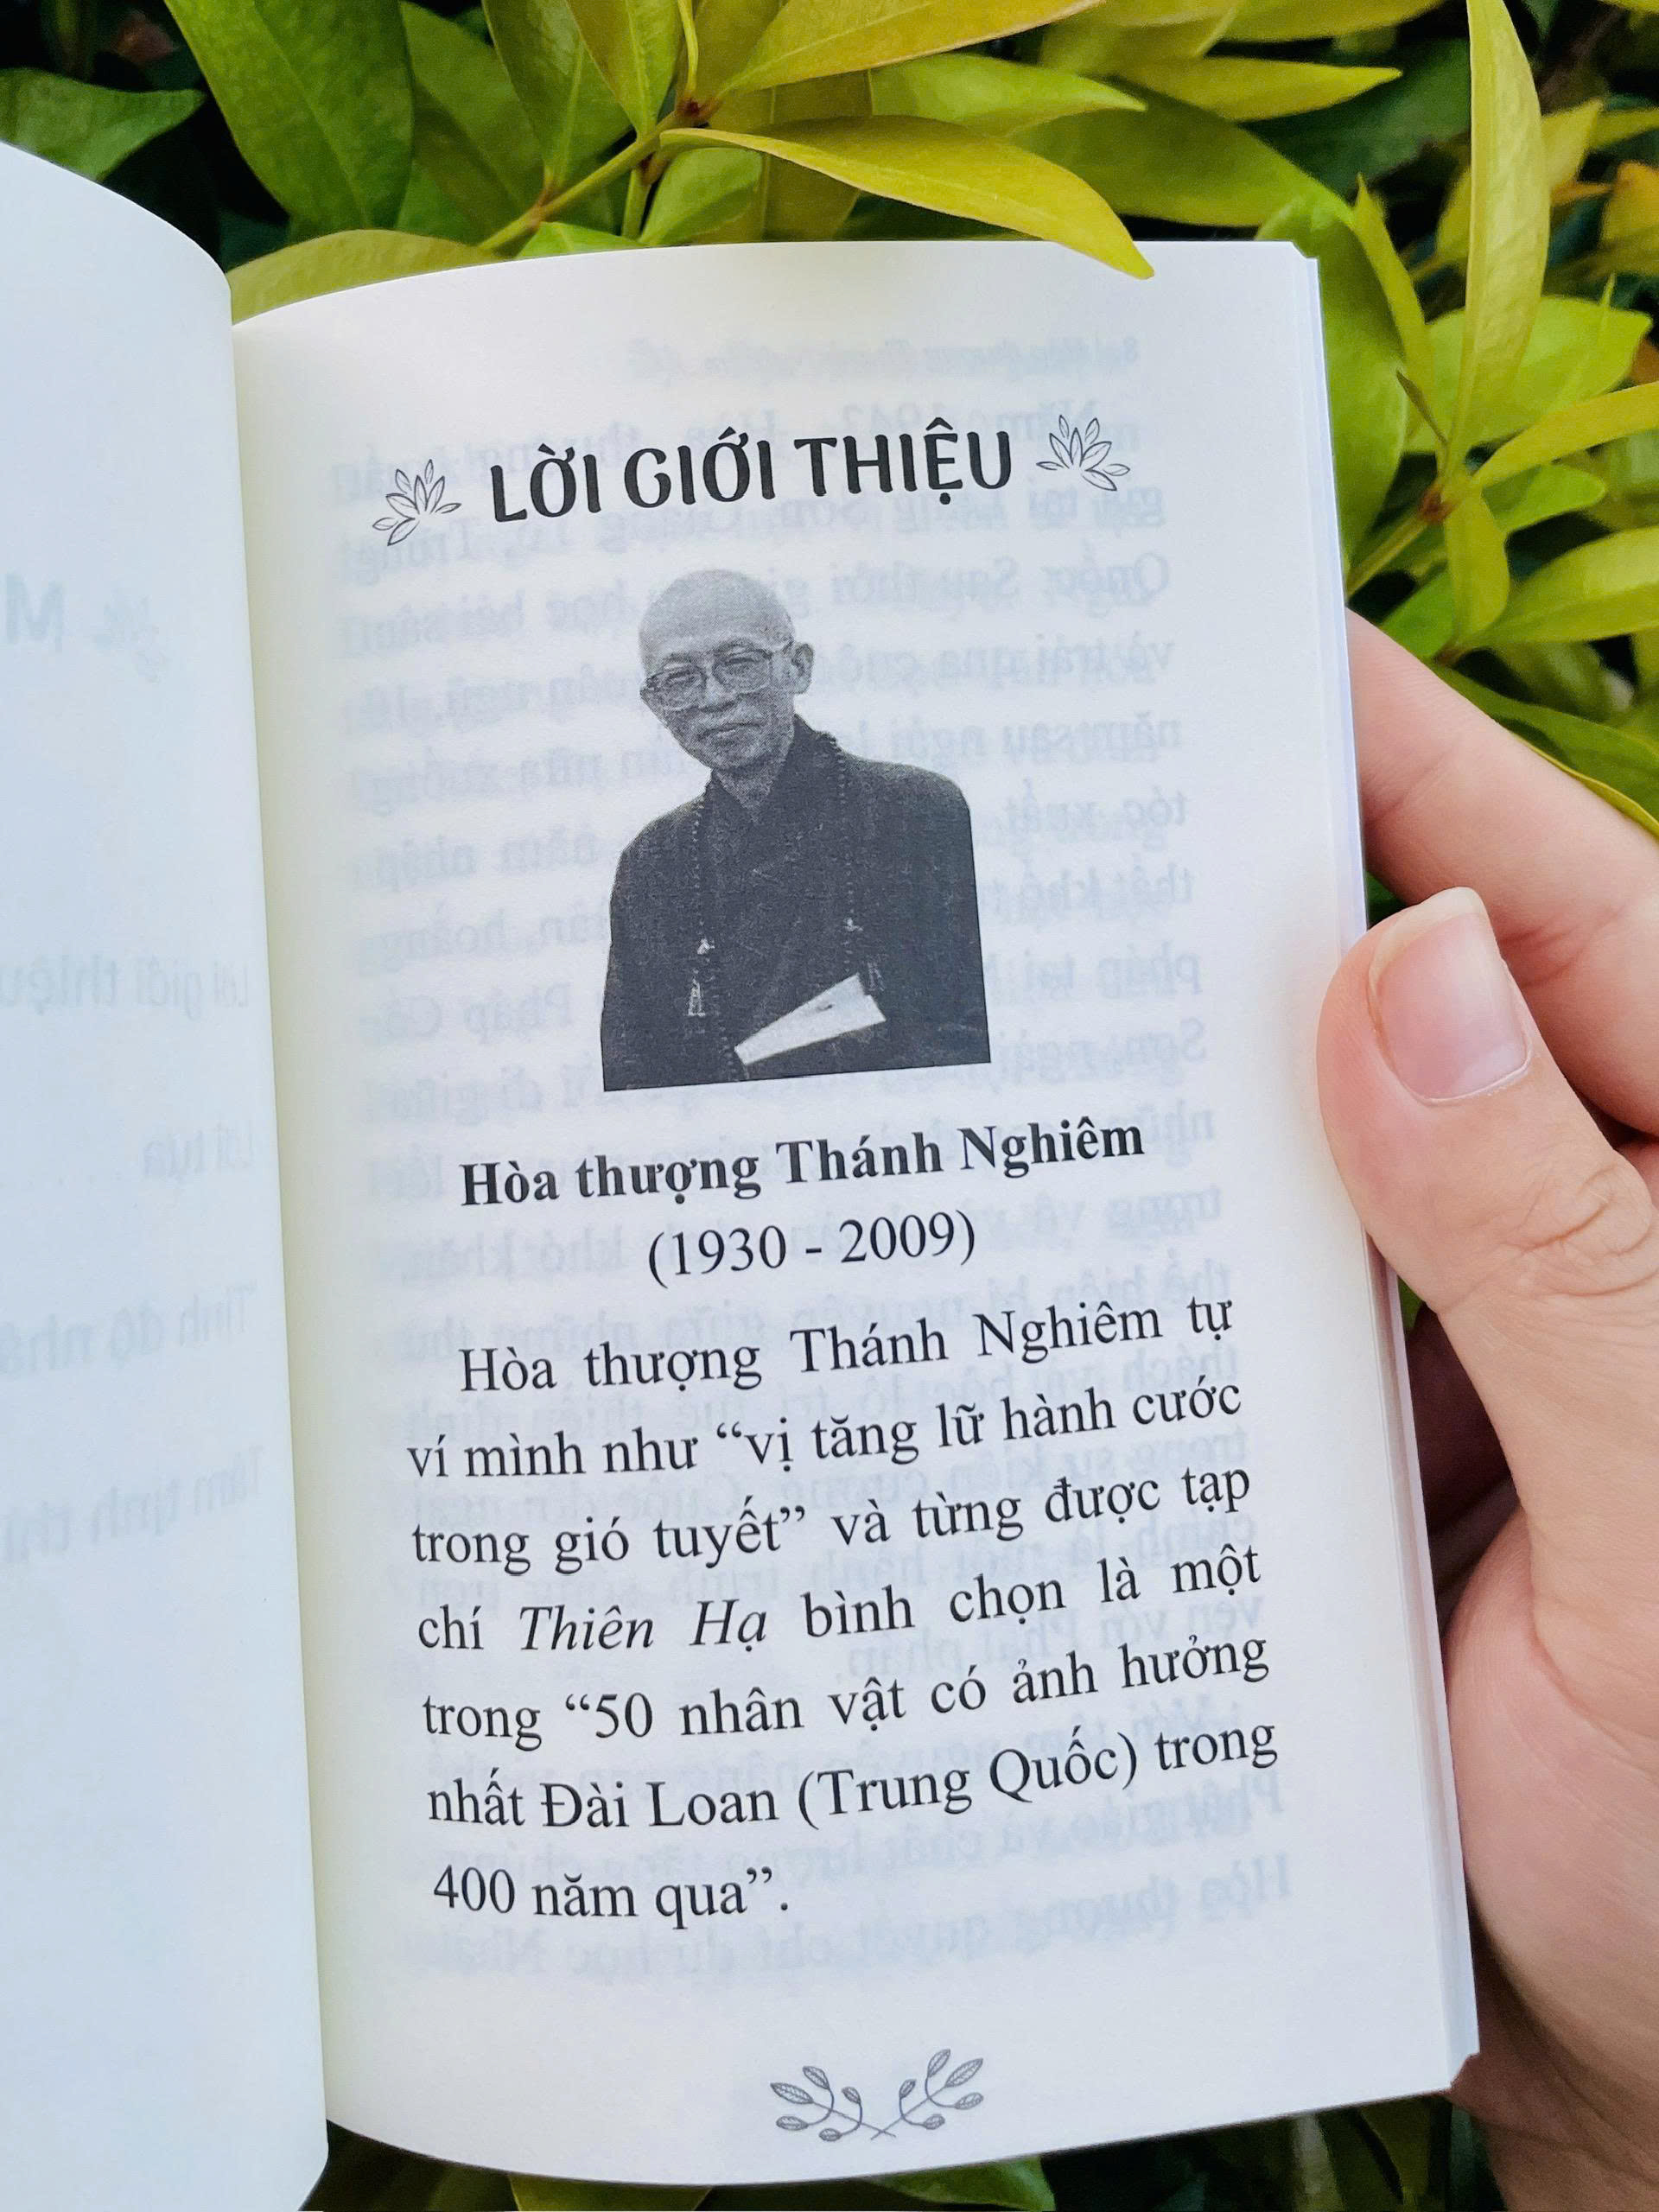 LỜI GIỚI THIỆU
Hòa thượng Thánh Nghiêm
(1930 - 2009)
Hòa thượng Thánh Nghiêm tự
ví mình như “vị tăng lữ hành cước
trong gió tuyết” và từng được tạp
chí Thiên Hạ bình chọn là một
trong “50 nhân vật có ảnh hưởng
nhất Đài Loan (Trung Quốc) trong
400 năm qua”.